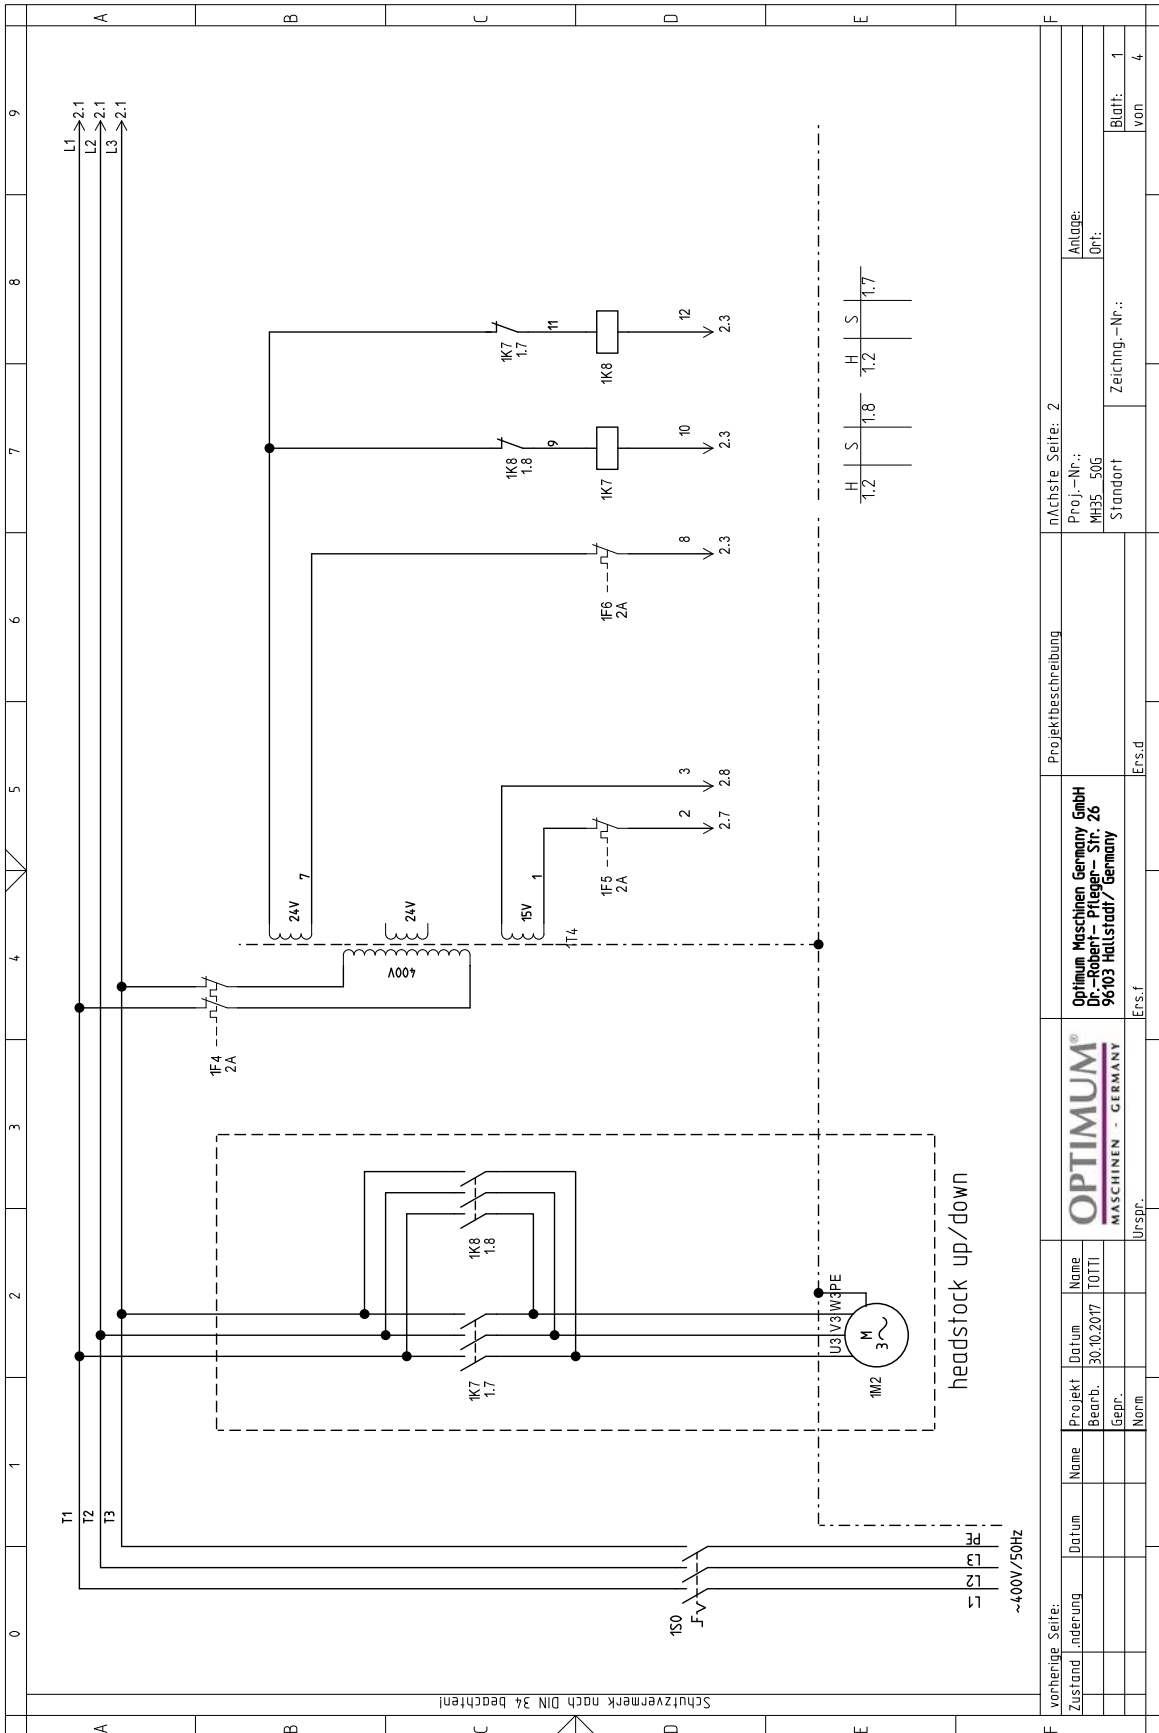 0 1 2 3 4 5 6 7 8 9
A
B
C
D
E
F
A
B
C
D
E
F
Schutzvermerk nach DIN 34 beachten!
T1
T2
T3
L1 2.1
L2 2.1
L3 2.1
1S0
L1 L2 L3 PE
~400V/50Hz
1K7
1.7
1K8
1.8
U3 V3 W3 PE
M
3~
1M2
headstock up/down
1F4
2A
400V
24V
7
24V
15V
1
1T4
1F5
2A
2
2.7
3
2.8
1F6
2A
8
2.3
1K8
1.8
9
1K7
10
2.3
1K7
1.7
11
1K8
12
2.3
H S
1.2 1.8
H S
1.2 1.7
vorherige Seite:
Zustand .nderung Datum Name
Projekt Datum Name
Bearb. 30.10.2017 TOTTI
Gepr.
Norm
Urspr.
OPTIMUM®
MASCHINEN - GERMANY
Optimum Maschinen Germany GmbH
Dr.-Robert- Pfleger- Str. 26
96103 Hallstadt/ Germany
Ers.f
Ers.d
Projektbeschreibung
nAchste Seite: 2
Proj.-Nr.:
MH35_50G
Standort
Zeichng.-Nr.:
Anlage:
Ort:
Blatt: 1
von 4